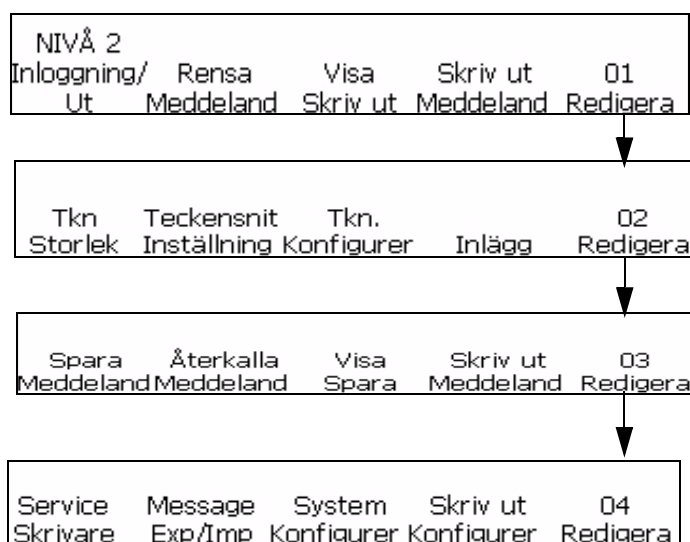 NIVÅ 2
Inloggning/ Rensa Visa Skriv ut 01
Ut Meddeland Skriv ut Meddeland Redigera
Tkn Teckensnit Tkn. 02
Storlek Inställning Konfigurer Inlägg Redigera
Spara Återkalla Visa Skriv ut 03
Meddeland Meddeland Spara Meddeland Redigera
Service Message System Skriv ut 04
Skrivare Exp/Imp Konfigurer Konfigurer Redigera